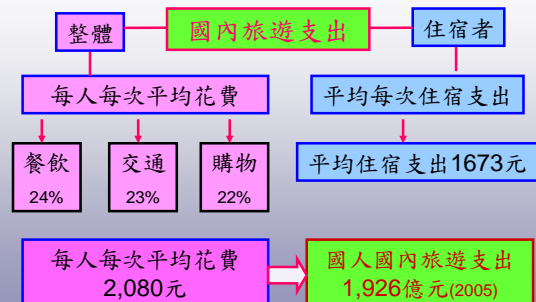 整體
國內旅遊支出
住宿者
每人每次平均花費
平均每次住宿支出
餐飲
24%
交通
23%
購物
22%
平均住宿支出1673元
每人每次平均花費
2,080元
國人國內旅遊支出
1,926億元(2005)